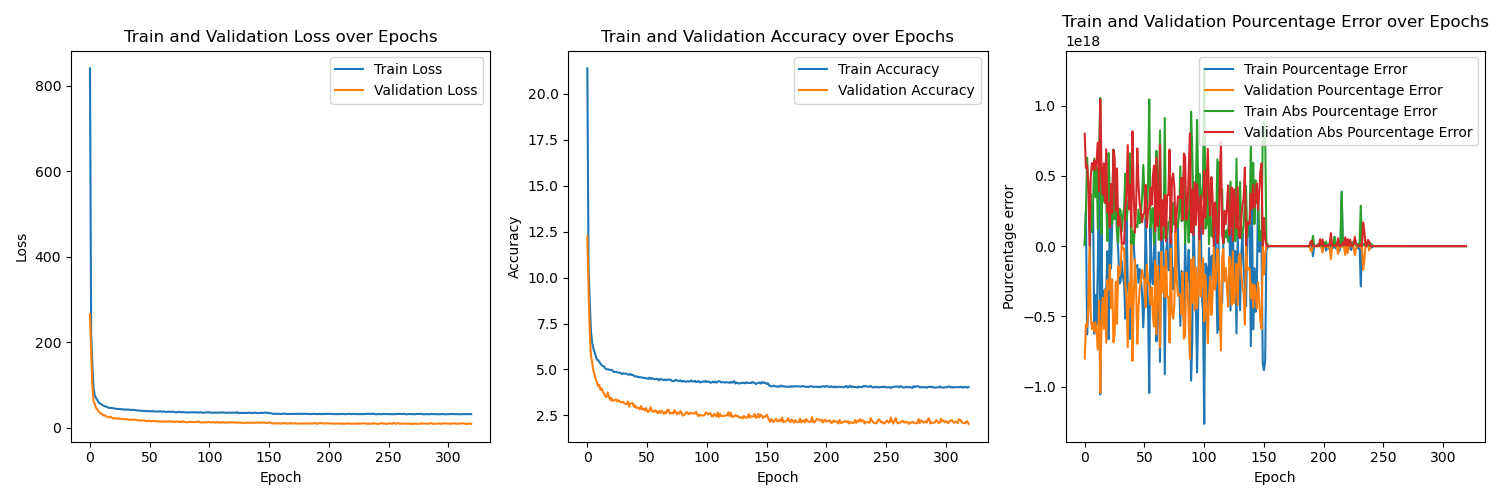 Train and Validation Loss over Epochs
800
600
400
200
0
0 50 100 150 200 250 300
Loss
Epoch
Train Loss
Validation Loss
Train and Validation Accuracy over Epochs
20.0
17.5
15.0
12.5
10.0
7.5
5.0
2.5
0 50 100 150 200 250 300
Accuracy
Epoch
Train Accuracy
Validation Accuracy
Train and Validation Pourcentage Error over Epochs
1e18
1.0
0.5
0.0
−0.5
−1.0
0 50 100 150 200 250 300
Pourcentage error
Epoch
Train Pourcentage Error
Validation Pourcentage Error
Train Abs Pourcentage Error
Validation Abs Pourcentage Error